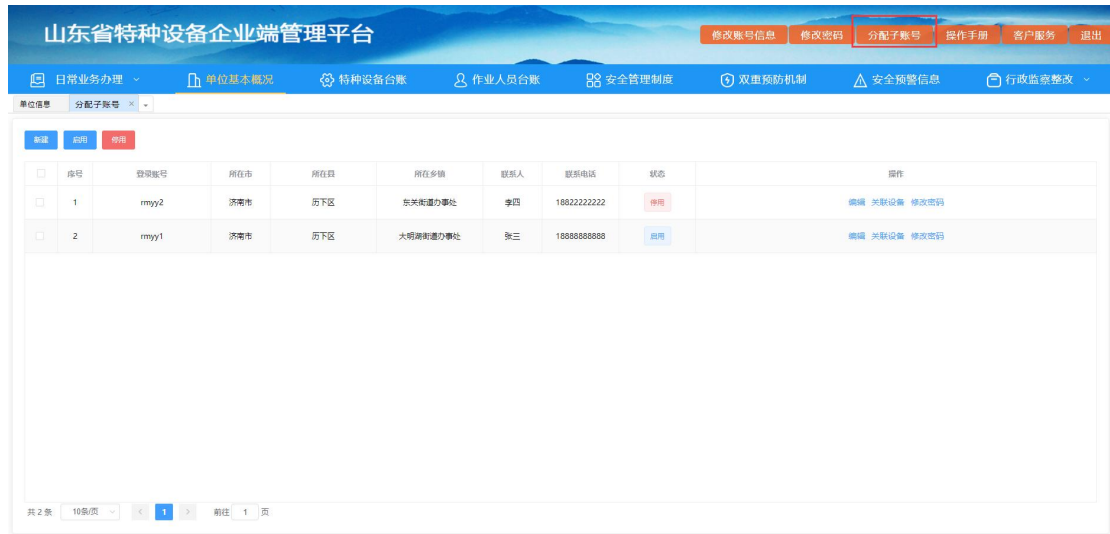 山东省特种设备企业端管理平台
修改账号信息 修改密码 分配子账号 操作手册 客户服务 退出
日常业务办理 单位基本概况 特种设备台账 作业人员台账 安全管理制度 双重预防机制 安全预警信息 行政监察整改
单位信息 分配子账号 ×
新建 启用 停用
序号 登录账号 所在市 所在县 所在乡镇 联系人 联系电话 状态 操作
1 rmyy2 济南市 历下区 东关街道办事处 李四 18822222222 停用 编辑 关联设备 修改密码
2 rmyy1 济南市 历下区 大明湖街道办事处 张三 18888888888 启用 编辑 关联设备 修改密码
共 2 条 10条/页 < 1 > 前往 1 页